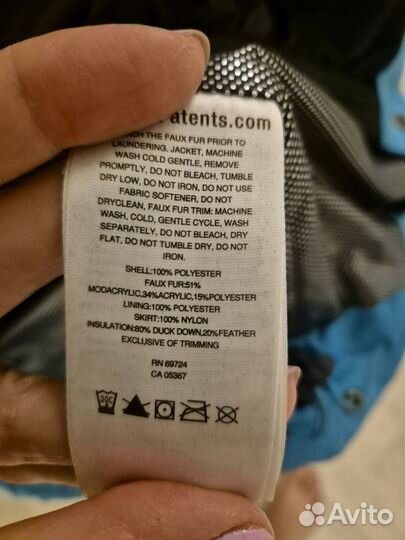 atents.com
CH THE FAUX FUR PRIOR TO
LAUNDERING. JACKET, MACHINE
WASH COLD GENTLE, REMOVE
PROMPTLY, DO NOT BLEACH, TUMBLE
DRY LOW, DO NOT IRON, DO NOT USE
FABRIC SOFTENER, DO NOT
DRYCLEAN, FAUX FUR TRIM: MACHINE
WASH, COLD, GENTLE CYCLE, WASH
SEPARATELY, DO NOT BLEACH, DRY
FLAT, DO NOT TUMBLE DRY, DO NOT
IRON.
SHELL:100% POLYESTER
FAUX FUR:51%
MODACRYLIC,34%ACRYLIC,15%POLYESTER
LINING:100% POLYESTER
SKIRT:100% NYLON
INSULATION:80% DUCK DOWN,20%FEATHER
EXCLUSIVE OF TRIMMING
RN 69724
CA 05367
30C
Avito